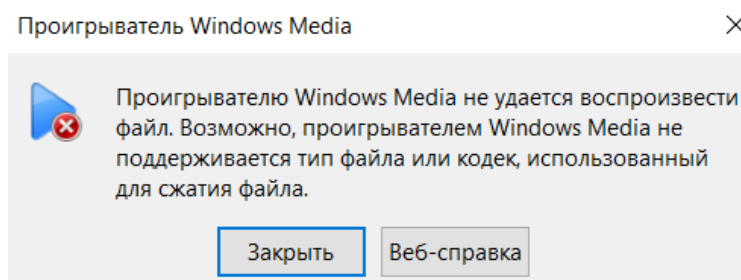 Проигрыватель Windows Media
Проигрывателю Windows Media не удается воспроизвести
файл. Возможно, проигрывателем Windows Media не
поддерживается тип файла или кодек, использованный
для сжатия файла.
Закрыть Веб-справка